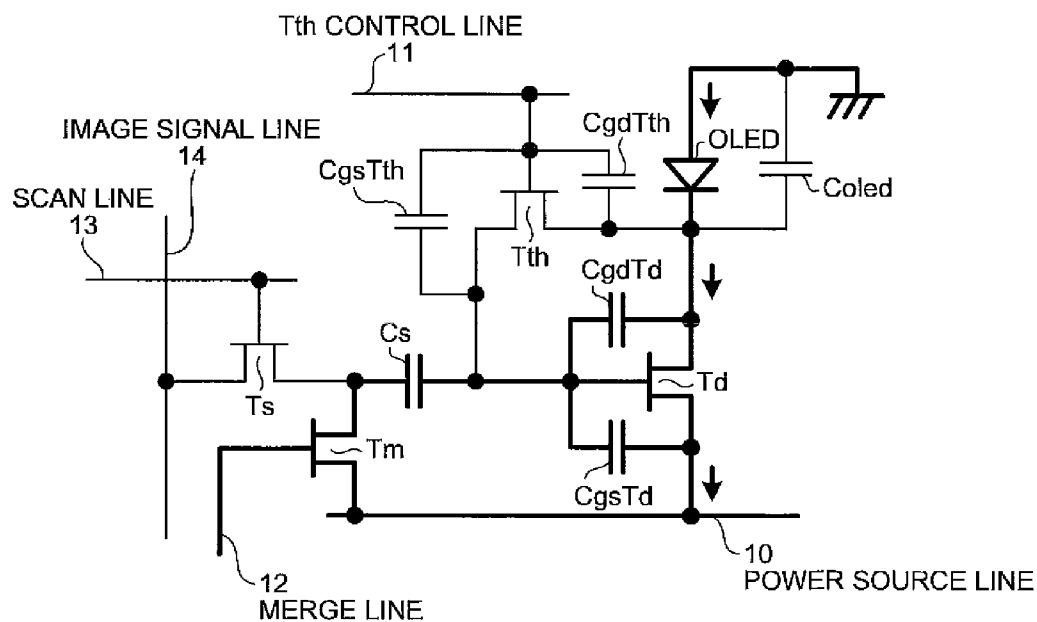 Tth CONTROL LINE
11
IMAGE SIGNAL LINE
14
SCAN LINE
13
CgsTth
CgdTth
OLED
Coled
Tth
CgdTd
Cs
Ts
Td
Tm
CgsTd
12
MERGE LINE
10
POWER SOURCE LINE